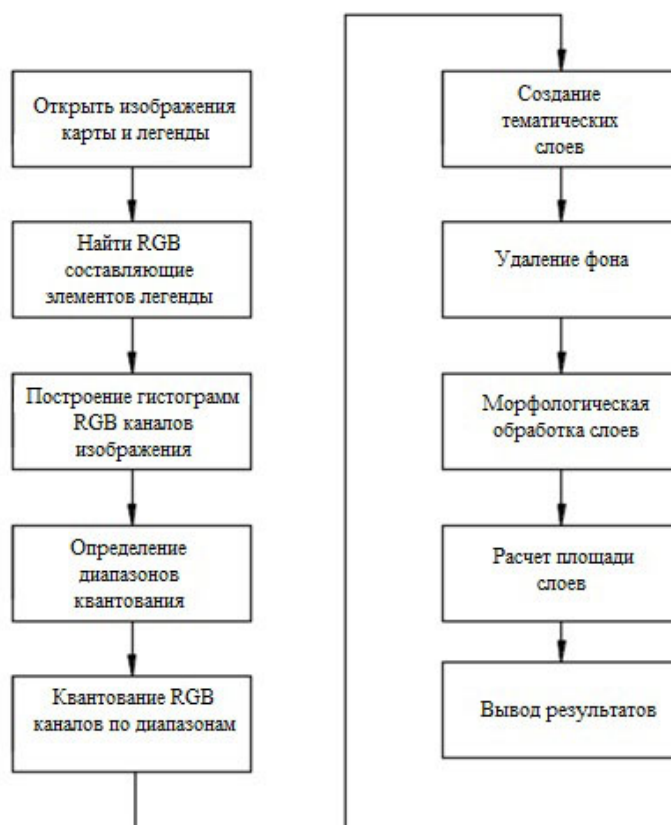 Открыть изображения
карты и легенды
Найти RGB
составляющие
элементов легенды
Построение гистограмм
RGB каналов
изображения
Определение
диапазонов
квантования
Квантование RGB
каналов по диапазонам
Создание
тематических
слоев
Удаление фона
Морфологическая
обработка слоев
Расчет площади
слоев
Вывод результатов